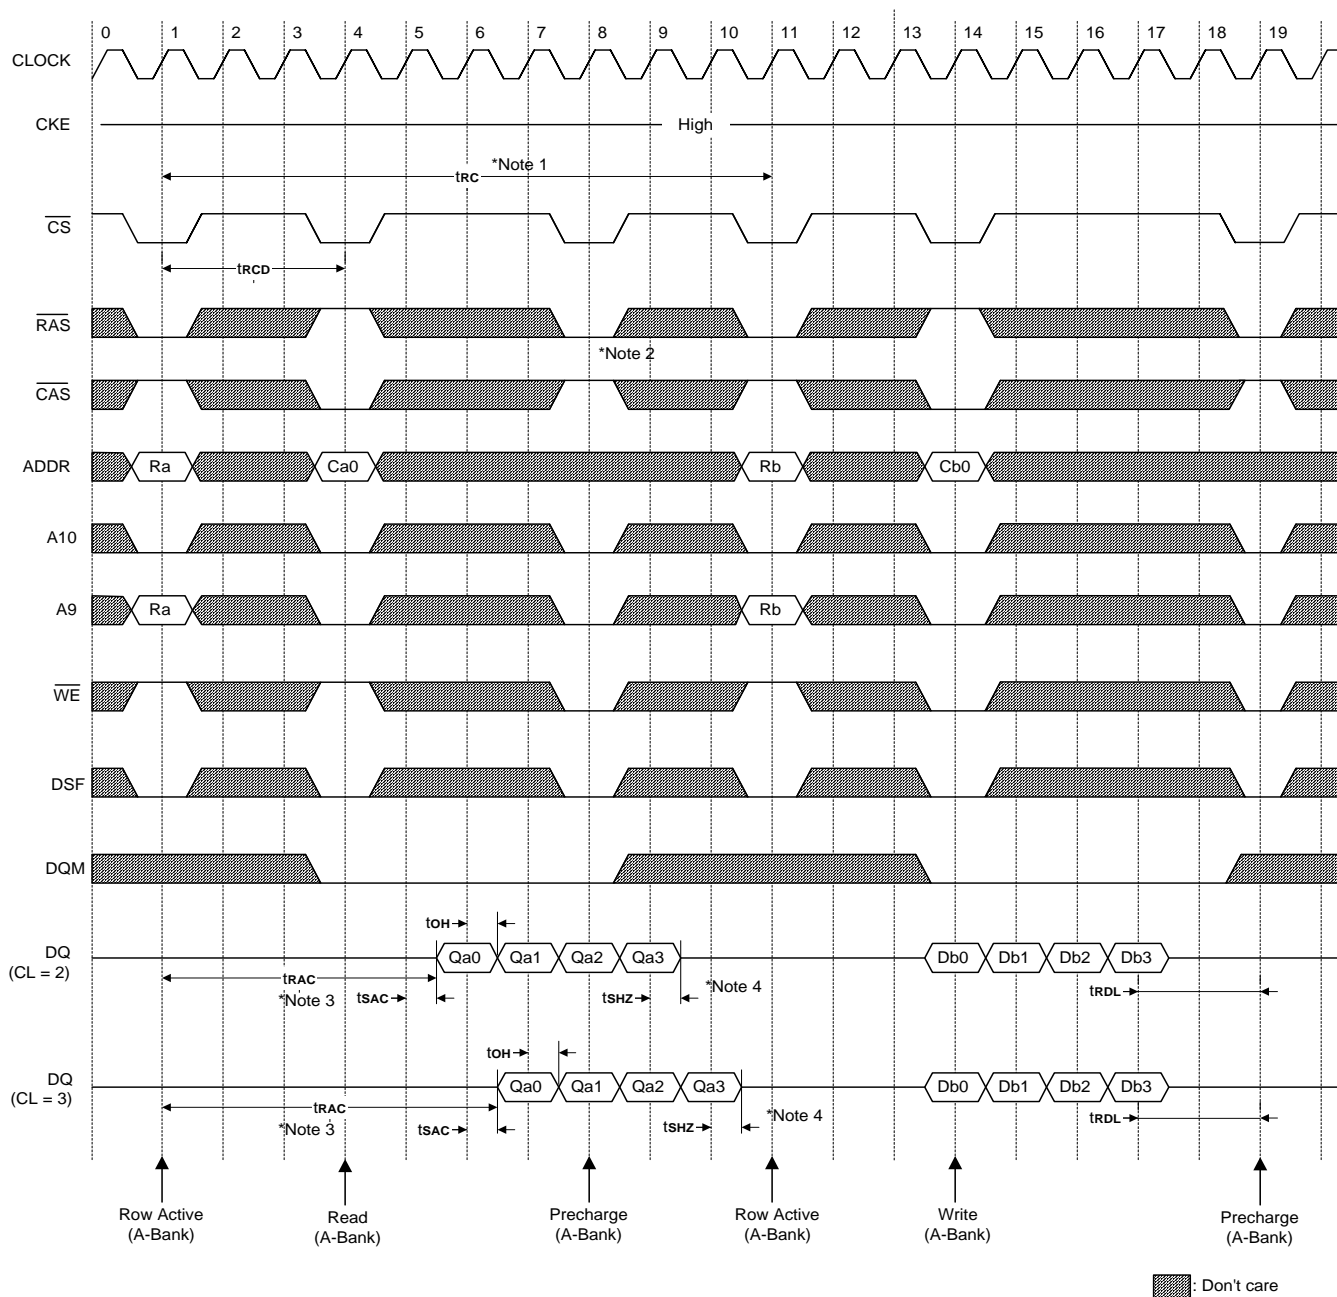 0 1 2 3 4 5 6 7 8 9 10 11 12 13 14 15 16 17 18 19
CLOCK
CKE High
*Note 1
tRC
CS
tRCD
RAS
*Note 2
CAS
ADDR Ra Ca0 Rb Cb0
A10
A9 Ra Rb
WE
DSF
DQM
tOH
DQ Qa0 Qa1 Qa2 Qa3 Db0 Db1 Db2 Db3
(CL = 2)
tRAC
*Note 3 tSAC tSHZ *Note 4 tRDL
tOH
DQ Qa0 Qa1 Qa2 Qa3 Db0 Db1 Db2 Db3
(CL = 3)
tRAC
*Note 3 tSAC tSHZ *Note 4 tRDL
Row Active
(A-Bank)
Read
(A-Bank)
Precharge
(A-Bank)
Row Active
(A-Bank)
Write
(A-Bank)
Precharge
(A-Bank)
: Don't care